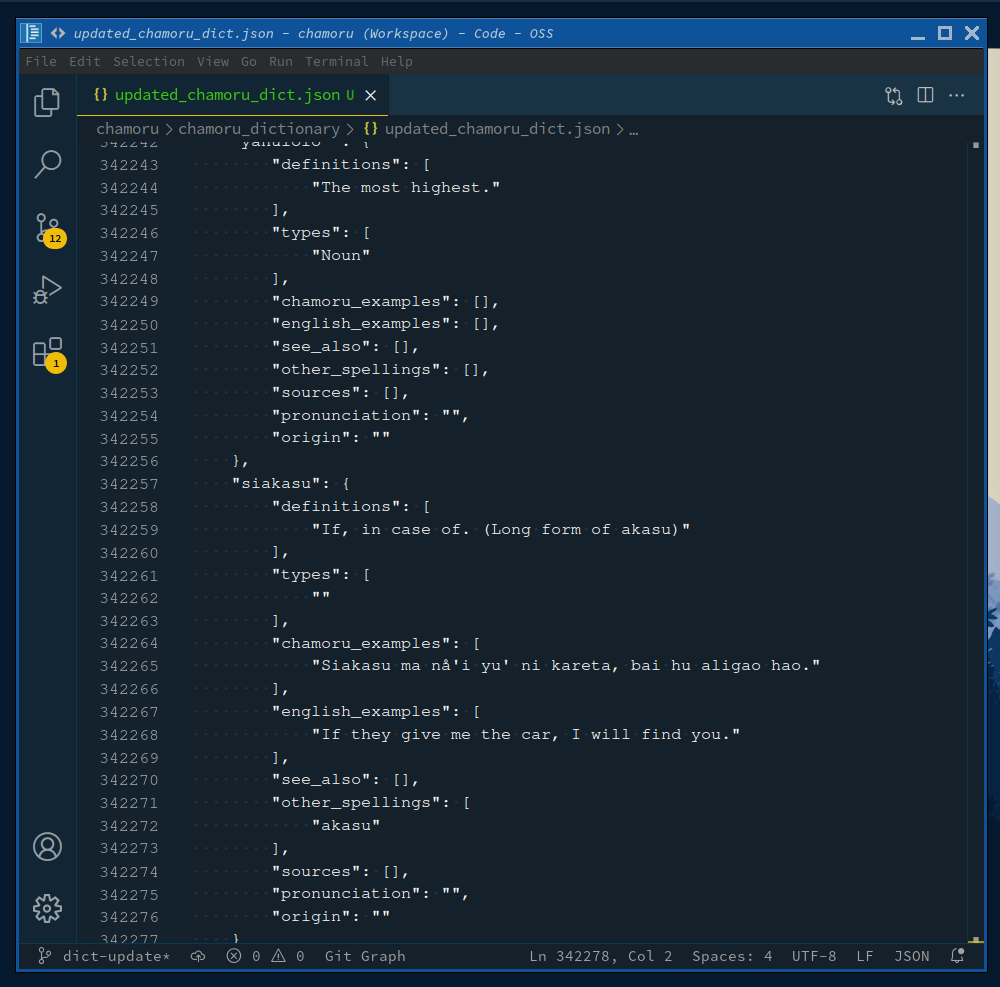 updated_chamoru_dict.json - chamoru (Workspace) - Code - OSS
File Edit Selection View Go Run Terminal Help
{} updated_chamoru_dict.json U
chamoru > chamoru_dictionary > {} updated_chamoru_dict.json > …
342242
342243 "definitions": [
342244 "The most highest."
342245 ],
342246 "types": [
342247 "Noun"
342248 ],
342249 "chamoru_examples": [],
342250 "english_examples": [],
342251 "see_also": [],
342252 "other_spellings": [],
342253 "sources": [],
342254 "pronunciation": "",
342255 "origin": ""
342256 },
342257 "siakasu": {
342258 "definitions": [
342259 "If, in case of. (Long form of akasu)"
342260 ],
342261 "types": [
342262 ""
342263 ],
342264 "chamoru_examples": [
342265 "Siakasu ma nå'i yu' ni kareta, bai hu aligao hao."
342266 ],
342267 "english_examples": [
342268 "If they give me the car, I will find you."
342269 ],
342270 "see_also": [],
342271 "other_spellings": [
342272 "akasu"
342273 ],
342274 "sources": [],
342275 "pronunciation": "",
342276 "origin": ""
342277 }
12
1
dict-update* 0 0 Git Graph Ln 342278, Col 2 Spaces: 4 UTF-8 LF JSON